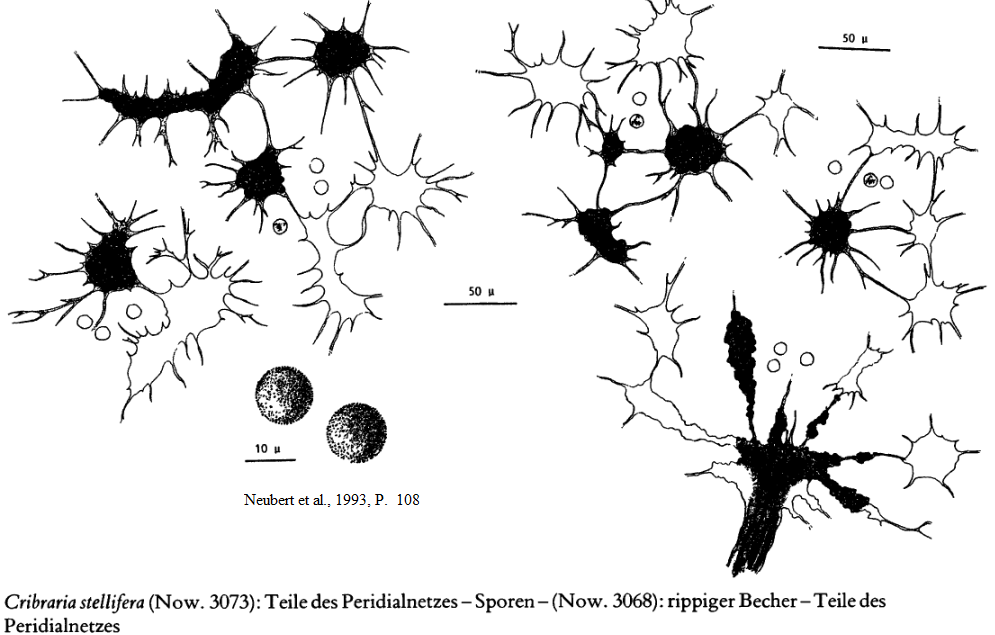 50 µ
50 µ
10 µ
Neubert et al., 1993, P. 108
Cribraria stellifera (Now. 3073): Teile des Peridialnetzes – Sporen – (Now. 3068): rippiger Becher – Teile des
Peridialnetzes